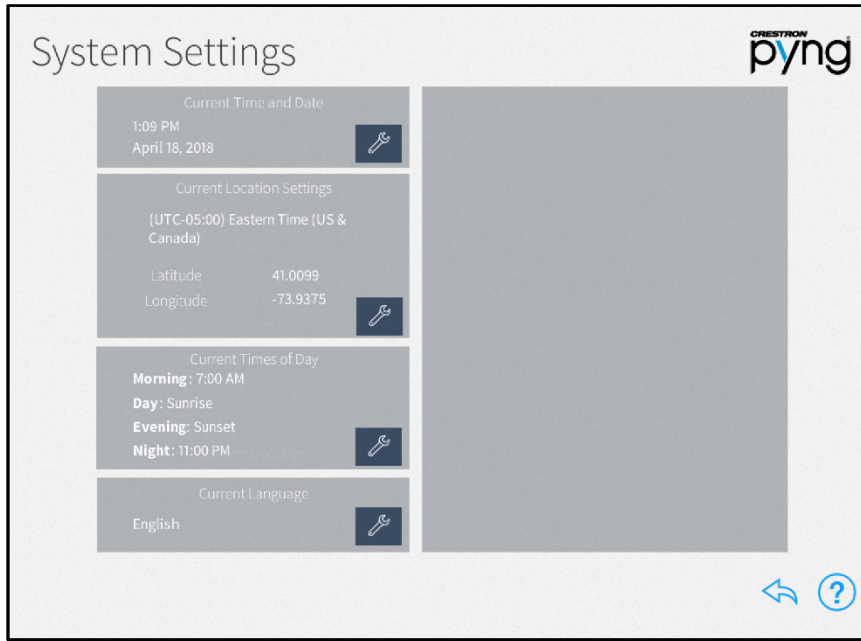 System Settings
CRESTRON
pyng
Current Time and Date
1:09 PM
April 18, 2018
Current Location Settings
(UTC-05:00) Eastern Time (US &
Canada)
Latitude 41.0099
Longitude -73.9375
Current Times of Day
Morning: 7:00 AM
Day: Sunrise
Evening: Sunset
Night: 11:00 PM
Current Language
English
?